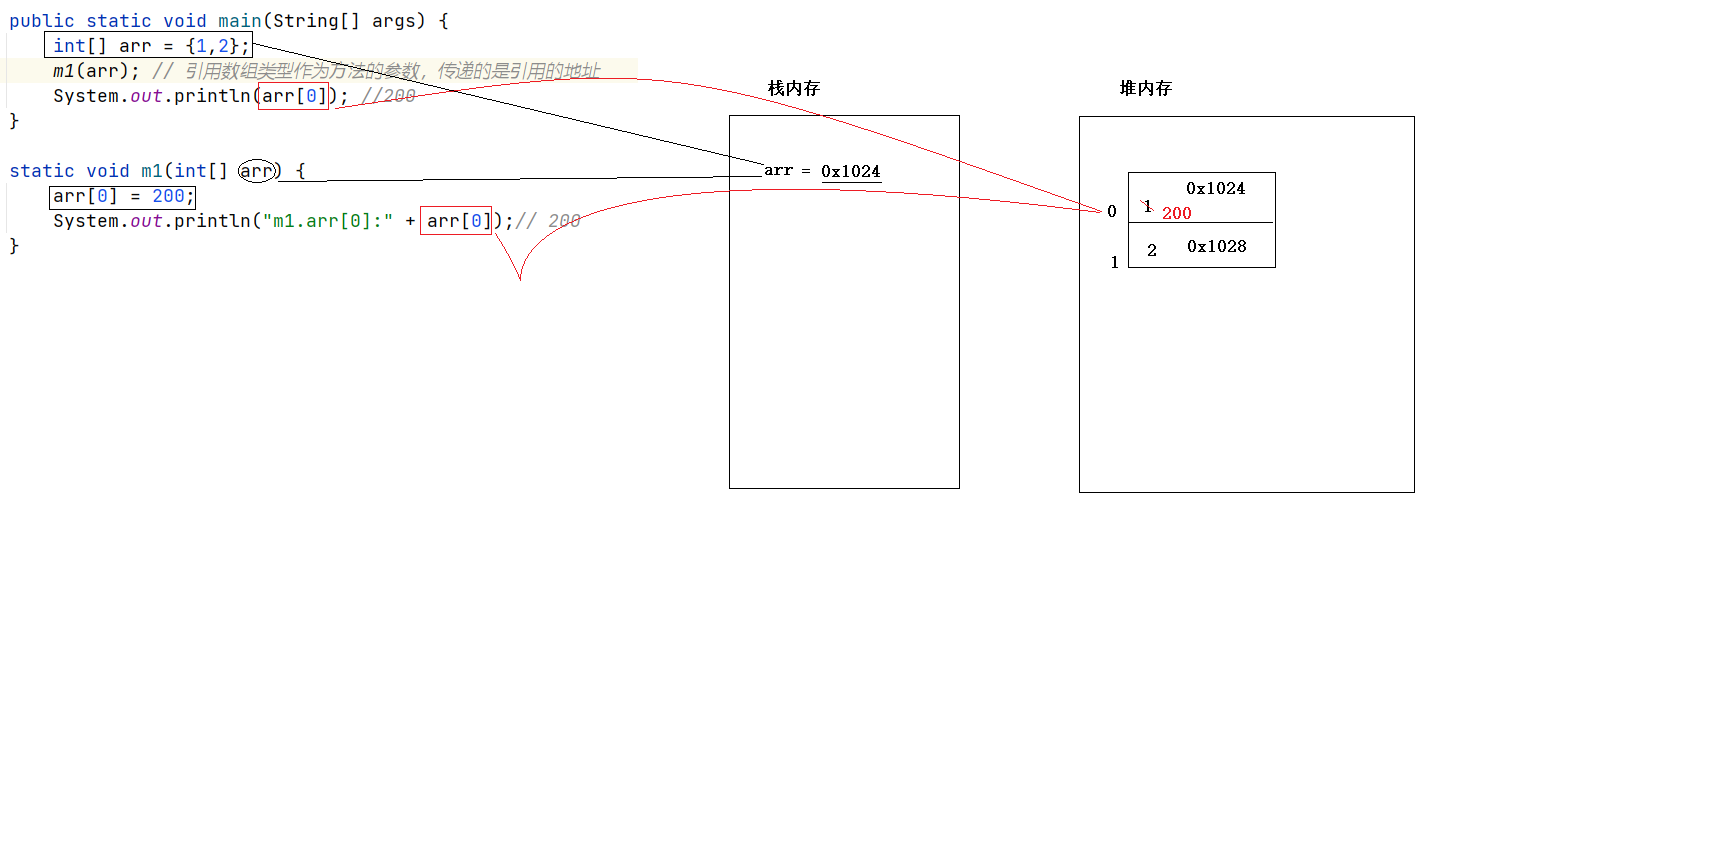 public static void main(String[] args) {
int[] arr = {1,2};
m1(arr); // 引用数组类型作为方法的参数，传递的是引用的地址
System.out.println(arr[0]); //200
}
static void m1(int[] arr) {
arr[0] = 200;
System.out.println("m1.arr[0]:" + arr[0]);// 200
}
栈内存
arr = 0x1024
堆内存
0x1024
0 1 200
1 2 0x1028